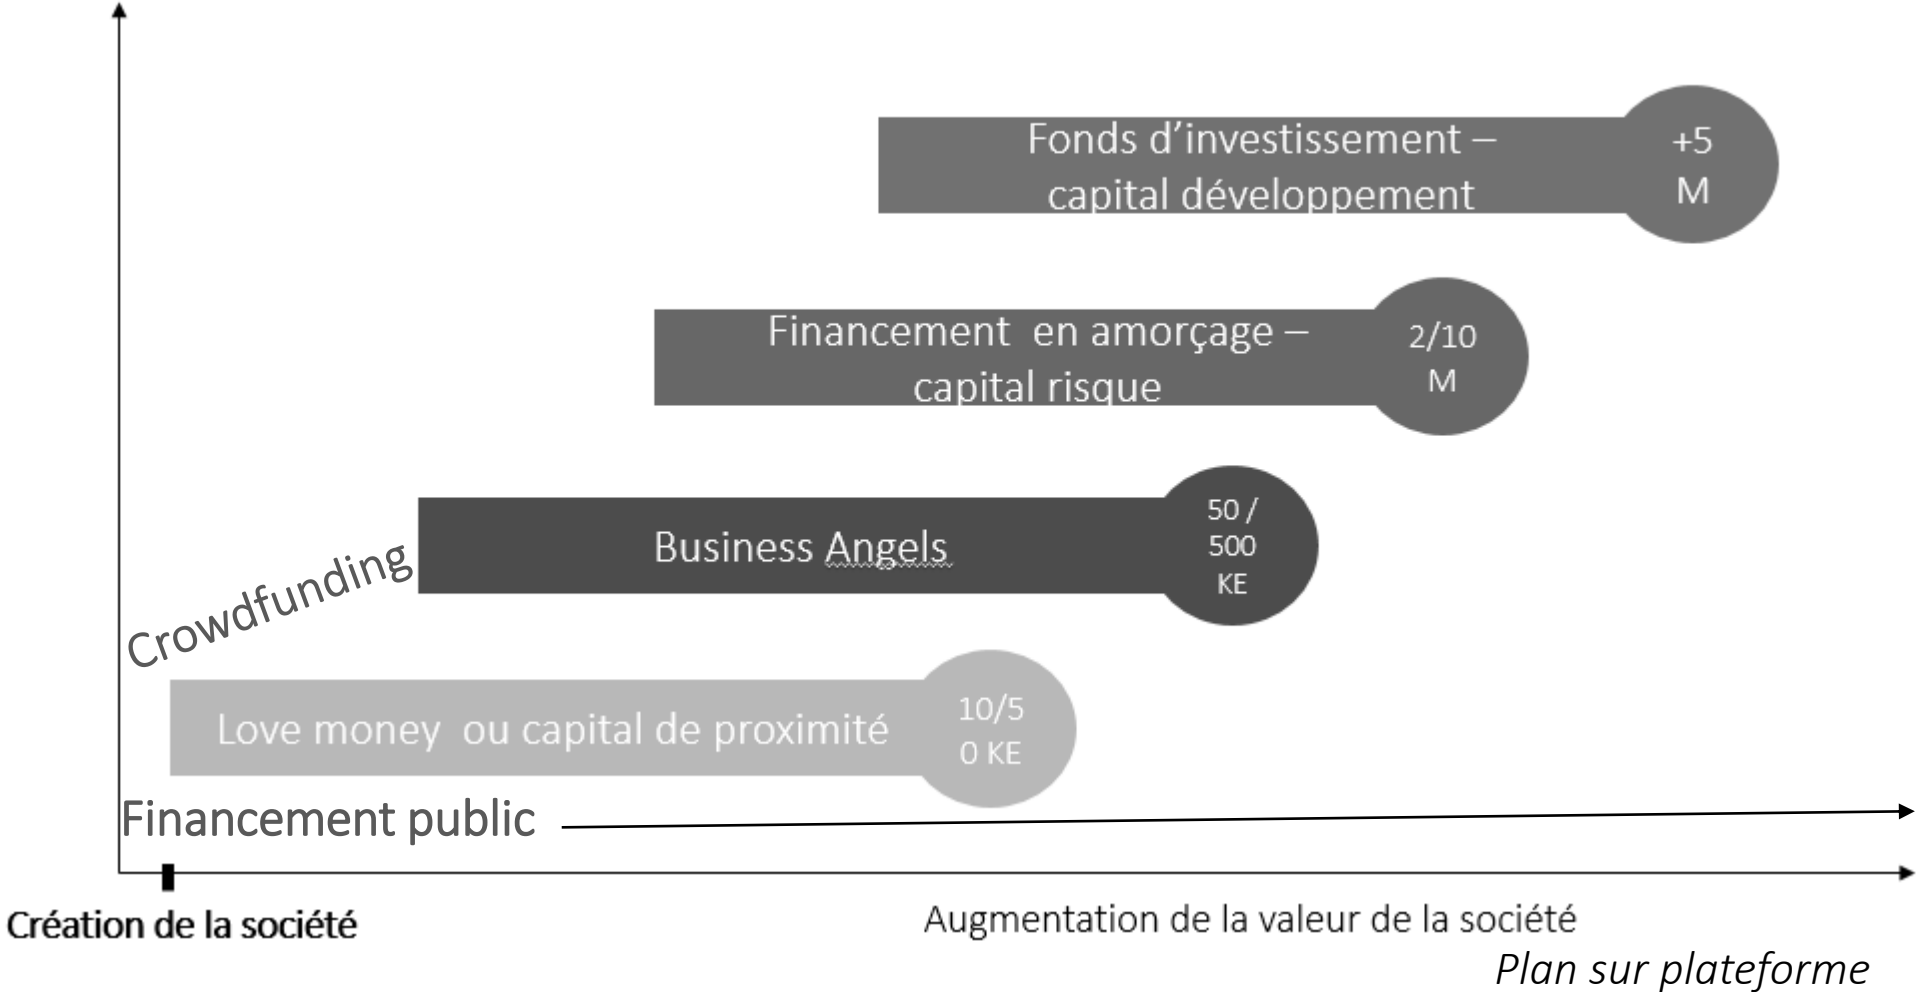 Fonds d’investissement –
capital développement
+5
M
Financement  en amorçage –
capital risque
2/10
M
Business Angels
50 /
500
KE
Crowdfunding
Love money  ou capital de proximité
10/5
0 KE
Financement public
Création de la société
Augmentation de la valeur de la société
Plan sur plateforme